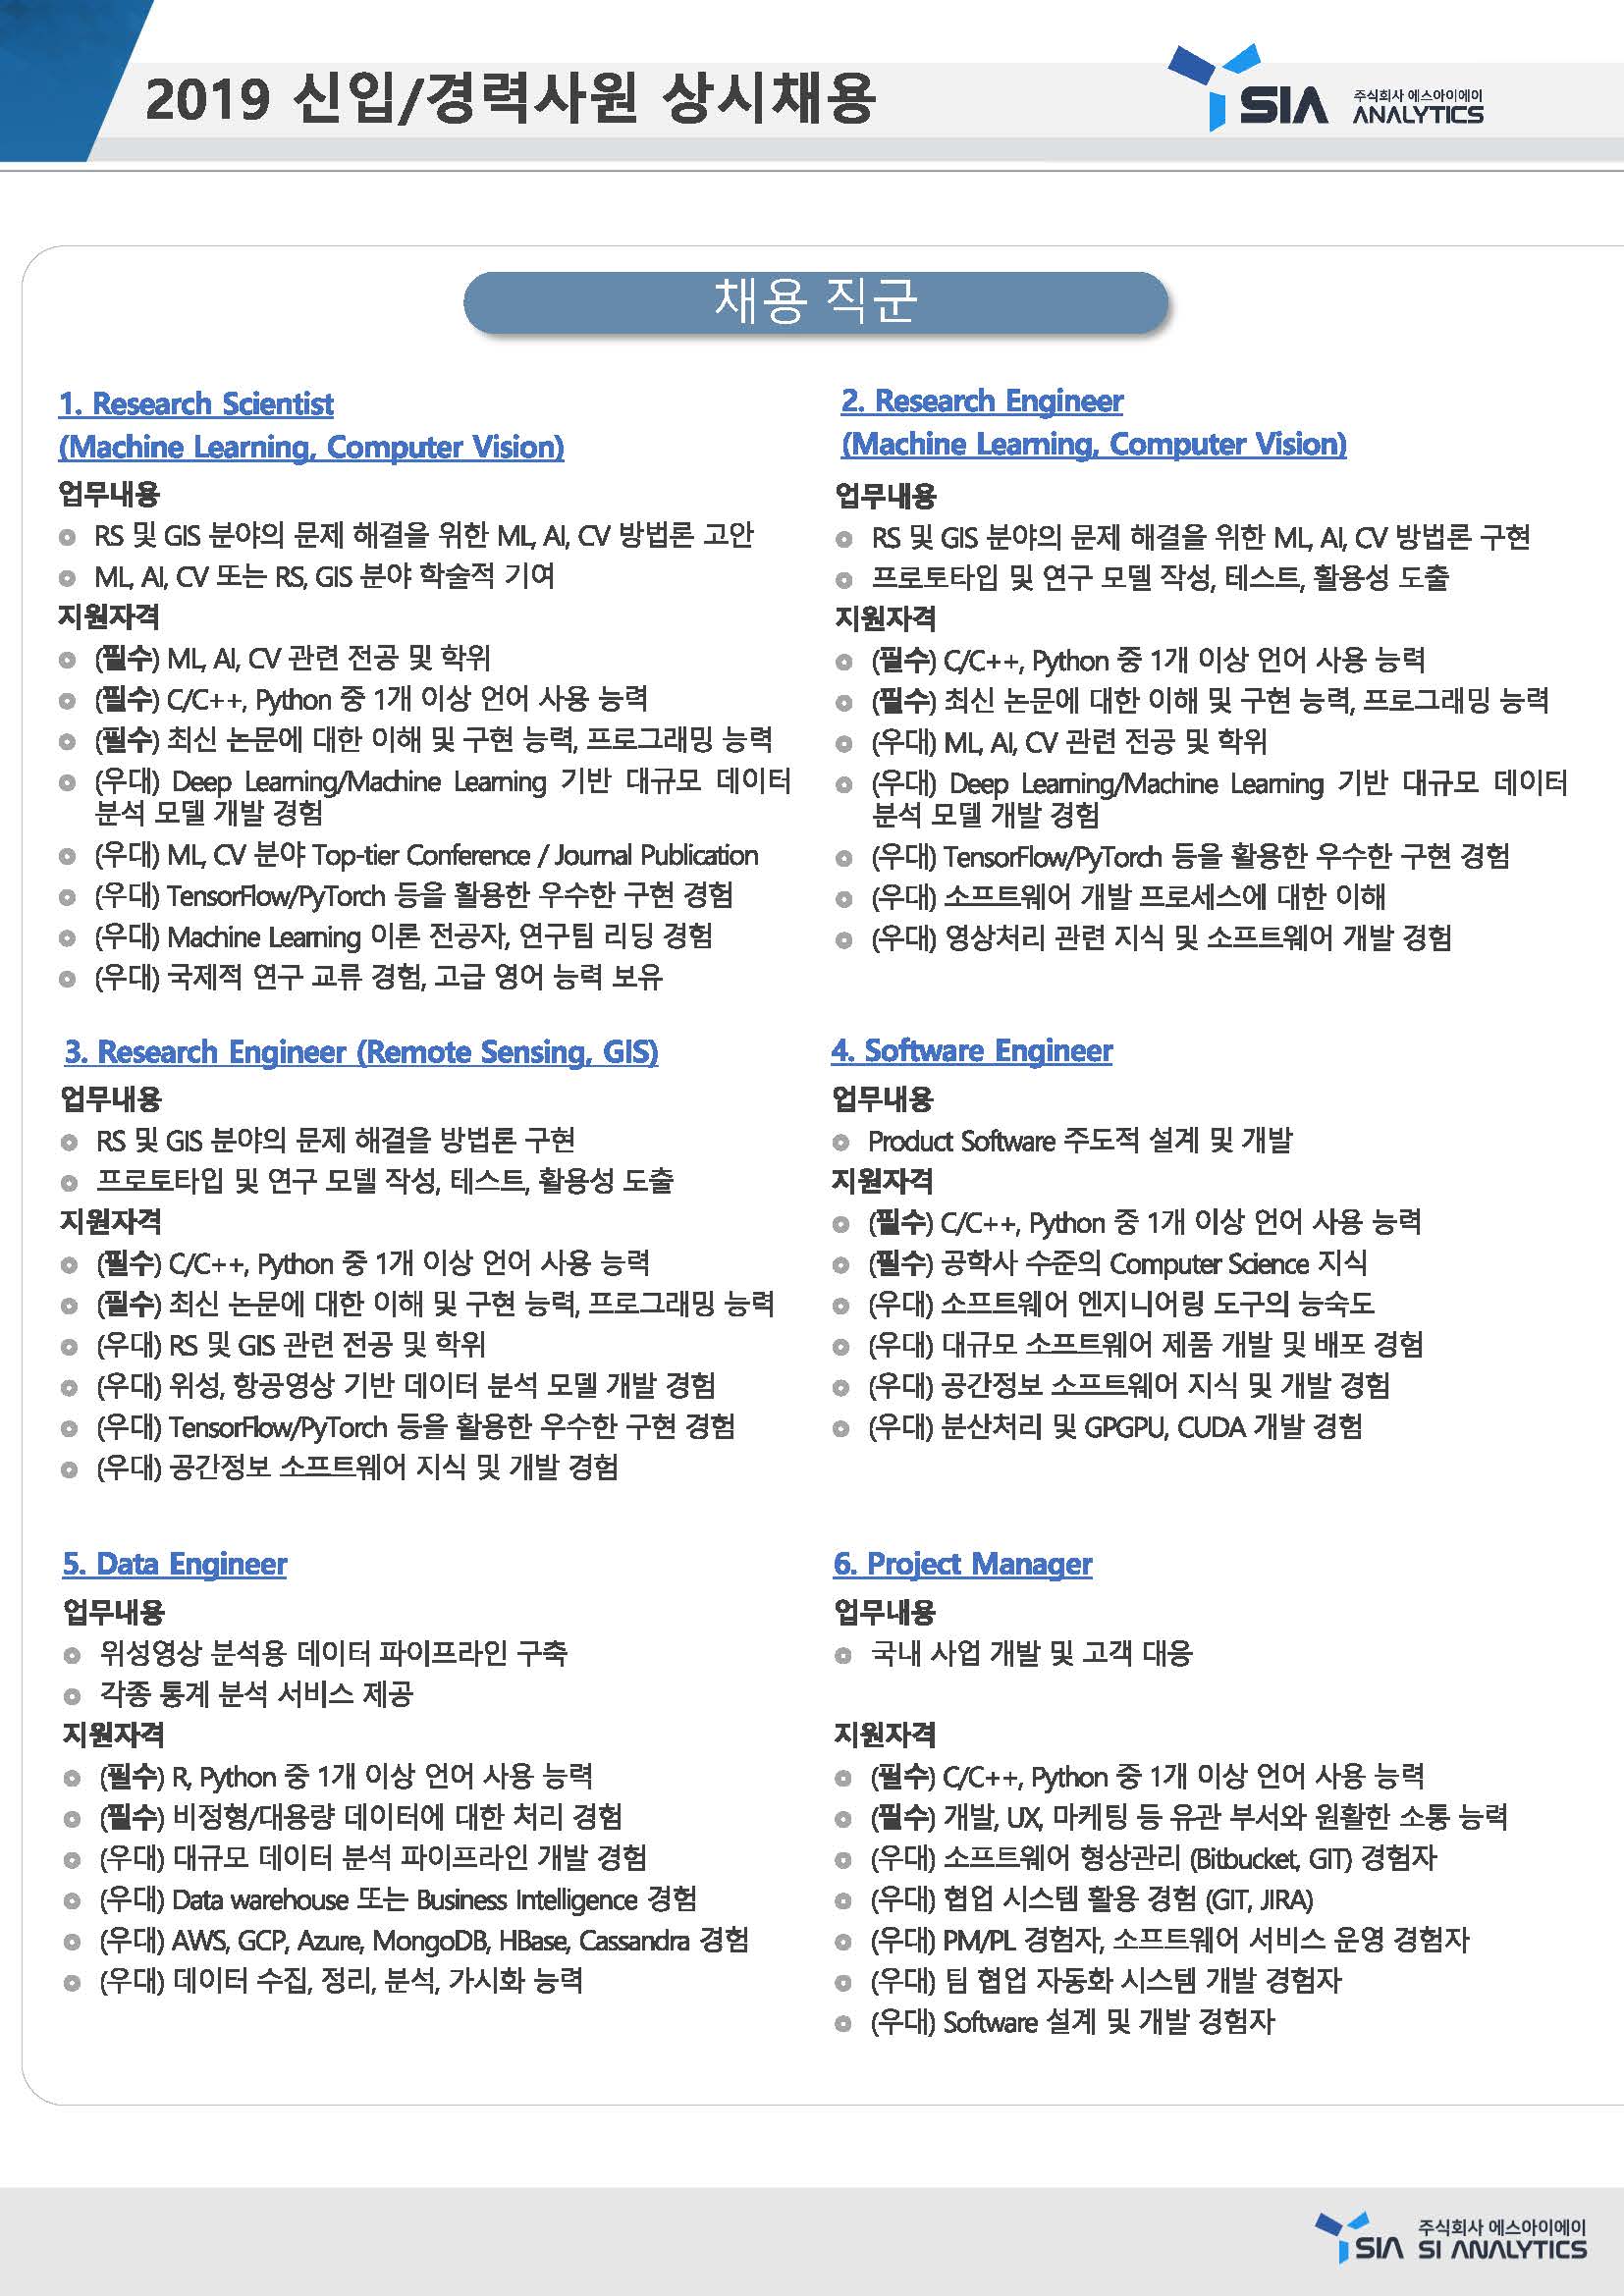 2019 신입/경력사원 상시채용
SIA
주식회사 에스아이에이
ANALYTICS
채용 직군
1. Research Scientist
(Machine Learning, Computer Vision)
업무내용
RS 및 GIS 분야의 문제 해결을 위한 ML, AI, CV 방법론 고안
ML, AI, CV 또는 RS, GIS 분야 학술적 기여
지원자격
(필수) ML, AI, CV 관련 전공 및 학위
(필수) C/C++, Python 중 1개 이상 언어 사용 능력
(필수) 최신 논문에 대한 이해 및 구현 능력, 프로그래밍 능력
(우대) Deep Learning/Machine Learning 기반 대규모 데이터
분석 모델 개발 경험
(우대) ML, CV 분야 Top-tier Conference / Journal Publication
(우대) TensorFlow/PyTorch 등을 활용한 우수한 구현 경험
(우대) Machine Learning 이론 전공자, 연구팀 리딩 경험
(우대) 국제적 연구 교류 경험, 고급 영어 능력 보유
2. Research Engineer
(Machine Learning, Computer Vision)
업무내용
RS 및 GIS 분야의 문제 해결을 위한 ML, AI, CV 방법론 구현
프로토타입 및 연구 모델 작성, 테스트, 활용성 도출
지원자격
(필수) C/C++, Python 중 1개 이상 언어 사용 능력
(필수) 최신 논문에 대한 이해 및 구현 능력, 프로그래밍 능력
(우대) ML, AI, CV 관련 전공 및 학위
(우대) Deep Learning/Machine Learning 기반 대규모 데이터
분석 모델 개발 경험
(우대) TensorFlow/PyTorch 등을 활용한 우수한 구현 경험
(우대) 소프트웨어 개발 프로세스에 대한 이해
(우대) 영상처리 관련 지식 및 소프트웨어 개발 경험
3. Research Engineer (Remote Sensing, GIS)
업무내용
RS 및 GIS 분야의 문제 해결을 방법론 구현
프로토타입 및 연구 모델 작성, 테스트, 활용성 도출
지원자격
(필수) C/C++, Python 중 1개 이상 언어 사용 능력
(필수) 최신 논문에 대한 이해 및 구현 능력, 프로그래밍 능력
(우대) RS 및 GIS 관련 전공 및 학위
(우대) 위성, 항공영상 기반 데이터 분석 모델 개발 경험
(우대) TensorFlow/PyTorch 등을 활용한 우수한 구현 경험
(우대) 공간정보 소프트웨어 지식 및 개발 경험
4. Software Engineer
업무내용
Product Software 주도적 설계 및 개발
지원자격
(필수) C/C++, Python 중 1개 이상 언어 사용 능력
(필수) 공학사 수준의 Computer Science 지식
(우대) 소프트웨어 엔지니어링 도구의 능숙도
(우대) 대규모 소프트웨어 제품 개발 및 배포 경험
(우대) 공간정보 소프트웨어 지식 및 개발 경험
(우대) 분산처리 및 GPGPU, CUDA 개발 경험
5. Data Engineer
업무내용
위성영상 분석용 데이터 파이프라인 구축
각종 통계 분석 서비스 제공
지원자격
(필수) R, Python 중 1개 이상 언어 사용 능력
(필수) 비정형/대용량 데이터에 대한 처리 경험
(우대) 대규모 데이터 분석 파이프라인 개발 경험
(우대) Data warehouse 또는 Business Intelligence 경험
(우대) AWS, GCP, Azure, MongoDB, HBase, Cassandra 경험
(우대) 데이터 수집, 정리, 분석, 가시화 능력
6. Project Manager
업무내용
국내 사업 개발 및 고객 대응
지원자격
(필수) C/C++, Python 중 1개 이상 언어 사용 능력
(필수) 개발, UX, 마케팅 등 유관 부서와 원활한 소통 능력
(우대) 소프트웨어 형상관리 (Bitbucket, GIT) 경험자
(우대) 협업 시스템 활용 경험 (GIT, JIRA)
(우대) PM/PL 경험자, 소프트웨어 서비스 운영 경험자
(우대) 팀 협업 자동화 시스템 개발 경험자
(우대) Software 설계 및 개발 경험자
SIA
주식회사 에스아이에이
SI ANALYTICS